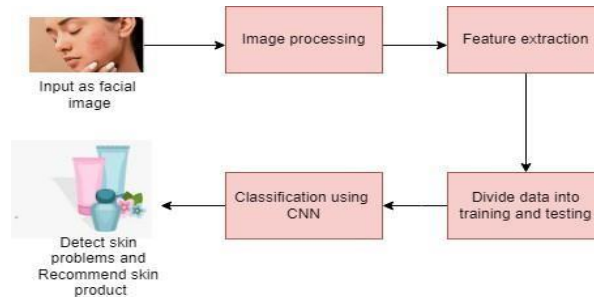 Input as facial
image
Image processing
Feature extraction
Divide data into
training and testing
Classification using
CNN
Detect skin
problems and
Recommend skin
product